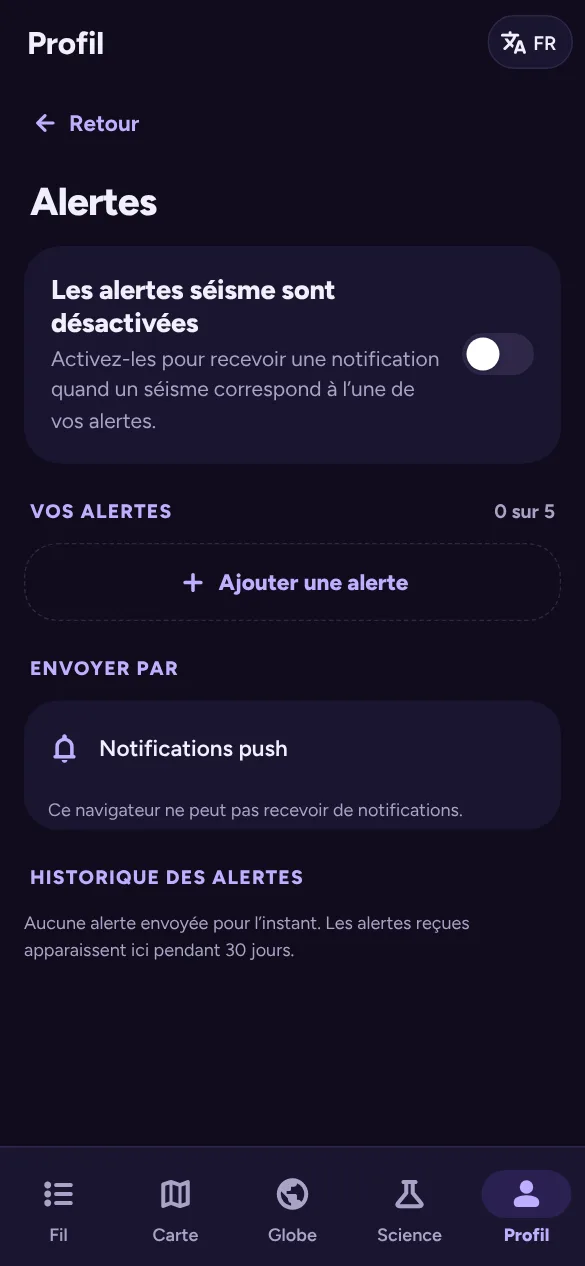 Profil
FR
Retour
Alertes
Les alertes séisme sont
désactivées
Activez-les pour recevoir une notification
quand un séisme correspond à l’une de
vos alertes.
VOS ALERTES
0 sur 5
Ajouter une alerte
ENVOYER PAR
Notifications push
Ce navigateur ne peut pas recevoir de notifications.
HISTORIQUE DES ALERTES
Aucune alerte envoyée pour l’instant. Les alertes reçues
apparaissent ici pendant 30 jours.
Fil
Carte
Globe
Science
Profil